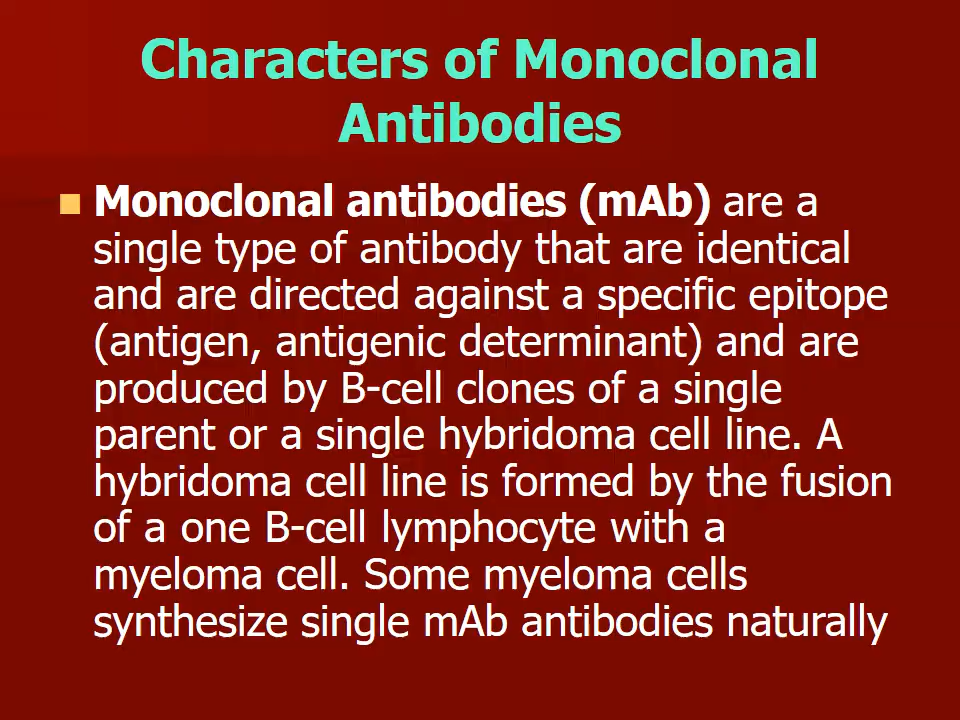 Characters of Monoclonal
Antibodies
Monoclonal antibodies (mAb) are a
single type of antibody that are identical
and are directed against a specific epitope
(antigen, antigenic determinant) and are
produced by B-cell clones of a single
parent or a single hybridoma cell line. A
hybridoma cell line is formed by the fusion
of a one B-cell lymphocyte with a
myeloma cell. Some myeloma cells
synthesize single mAb antibodies naturally